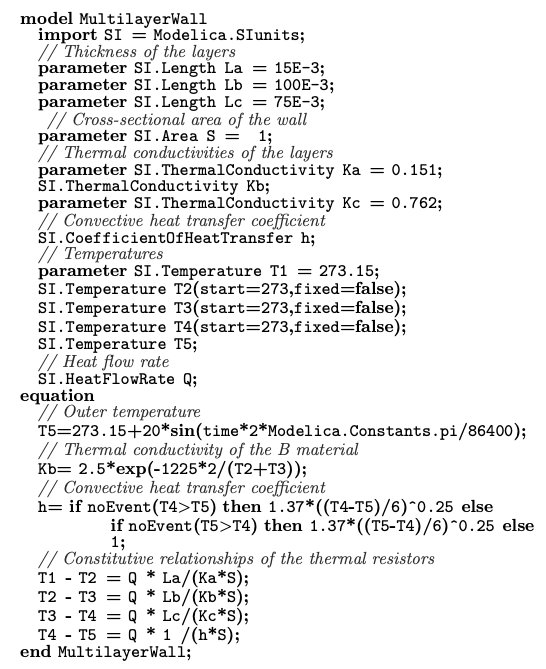 model MultilayerWall
import SI = Modelica.SIunits;
// Thickness of the layers
parameter SI.Length La = 15E-3;
parameter SI.Length Lb = 100E-3;
parameter SI.Length Lc = 75E-3;
// Cross-sectional area of the wall
parameter SI.Area S = 1;
// Thermal conductivities of the layers
parameter SI.ThermalConductivity Ka = 0.151;
SI.ThermalConductivity Kb;
parameter SI.ThermalConductivity Kc = 0.762;
// Convective heat transfer coefficient
SI.CoefficientOfHeatTransfer h;
// Temperatures
parameter SI.Temperature T1 = 273.15;
SI.Temperature T2(start=273,fixed=false);
SI.Temperature T3(start=273,fixed=false);
SI.Temperature T4(start=273,fixed=false);
SI.Temperature T5;
// Heat flow rate
SI.HeatFlowRate Q;
equation
// Outer temperature
T5=273.15+20*sin(time*2*Modelica.Constants.pi/86400);
// Thermal conductivity of the B material
Kb= 2.5*exp(-1225*2/(T2+T3));
// Convective heat transfer coefficient
h= if noEvent(T4>T5) then 1.37*((T4-T5)/6)^0.25 else
if noEvent(T5>T4) then 1.37*((T5-T4)/6)^0.25 else
1;
// Constitutive relationships of the thermal resistors
T1 - T2 = Q * La/(Ka*S);
T2 - T3 = Q * Lb/(Kb*S);
T3 - T4 = Q * Lc/(Kc*S);
T4 - T5 = Q * 1 /(h*S);
end MultilayerWall;